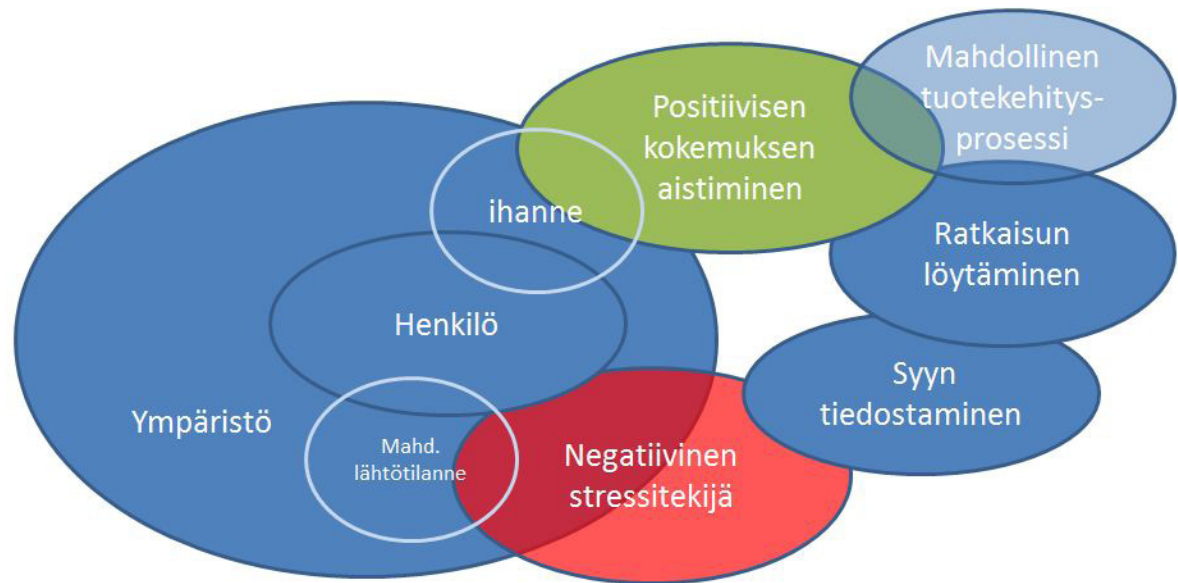 Mahdollinen
tuotekehitys-
prosessi
Positiivisen
kokemuksen
aistiminen
ihanne
Ratkaisun
löytäminen
Henkilö
Syyn
tiedostaminen
Ympäristö
Mahd.
lähtötilanne
Negatiivinen
stressitekijä